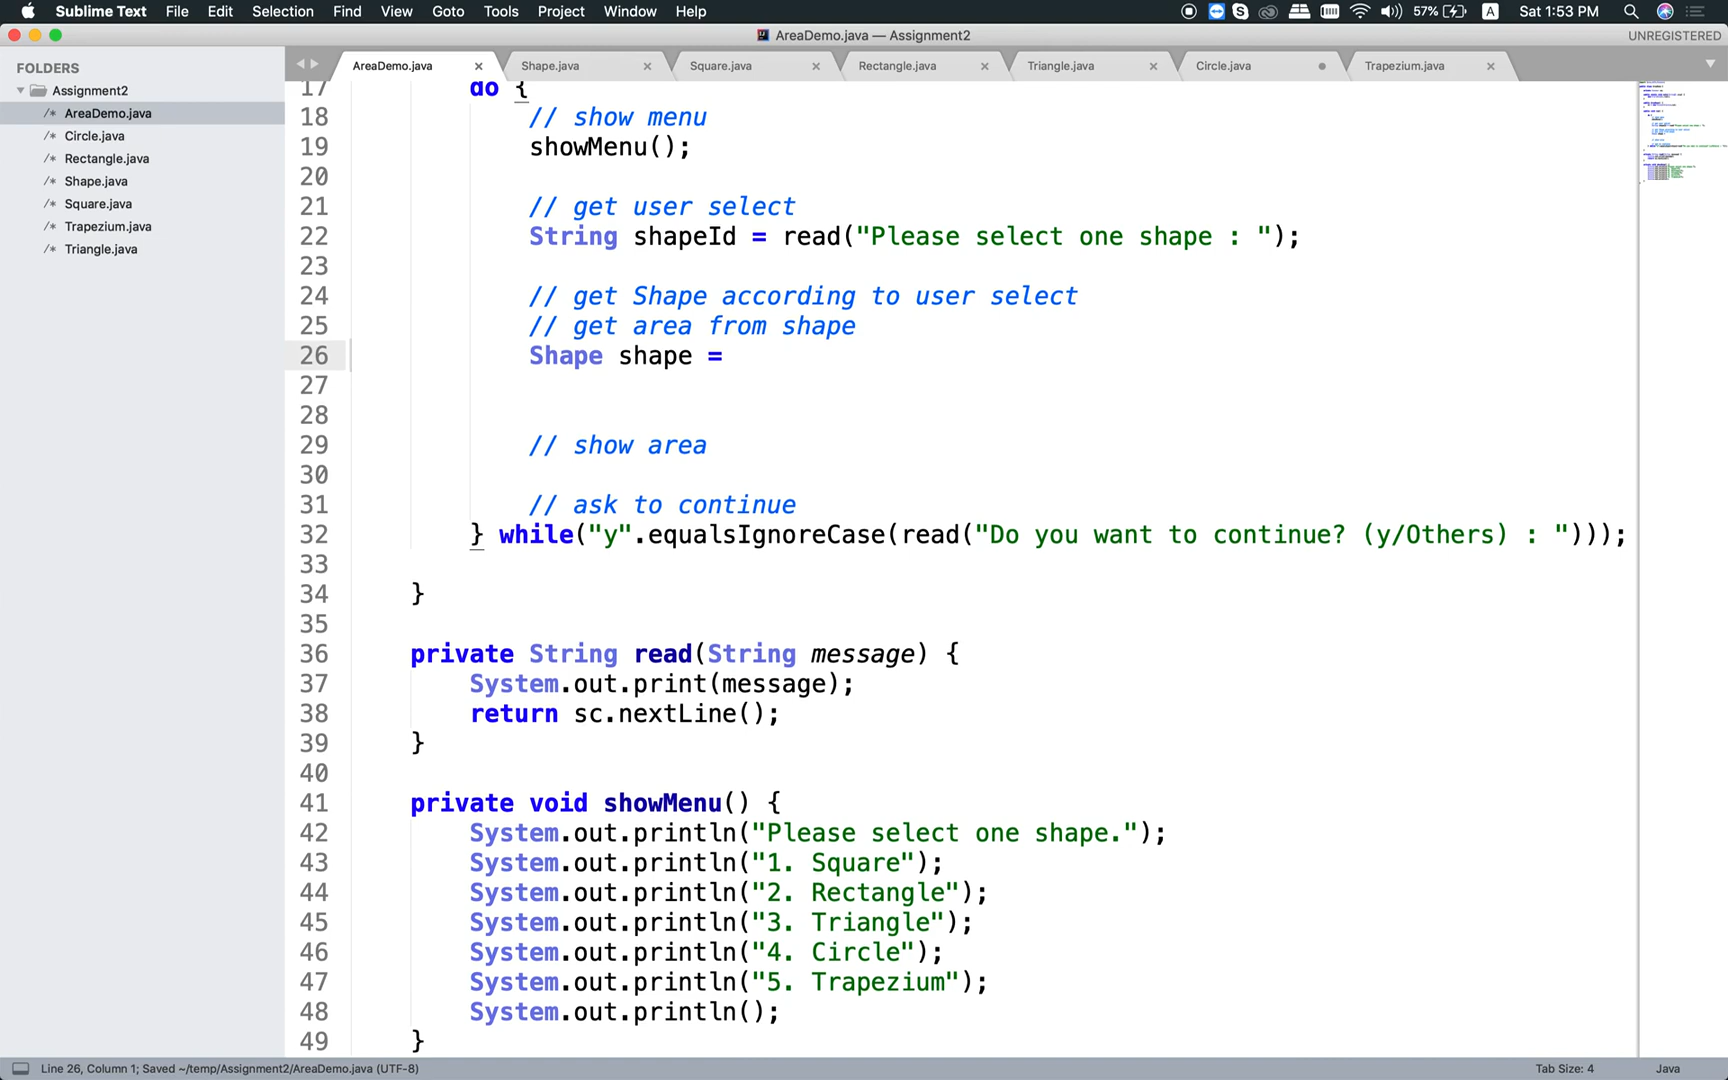 Sublime Text File Edit Selection Find View Goto Tools Project Window Help 57% A Sat 1:53 PM
AreaDemo.java — Assignment2 UNREGISTERED
FOLDERS
Assignment2
/* AreaDemo.java
/* Circle.java
/* Rectangle.java
/* Shape.java
/* Square.java
/* Trapezium.java
/* Triangle.java
AreaDemo.java × Shape.java × Square.java × Rectangle.java × Triangle.java × Circle.java Trapezium.java ×
17 do {
18 // show menu
19 showMenu();
20
21 // get user select
22 String shapeId = read("Please select one shape : ");
23
24 // get Shape according to user select
25 // get area from shape
26 Shape shape =
27
28
29 // show area
30
31 // ask to continue
32 } while("y".equalsIgnoreCase(read("Do you want to continue? (y/Others) : ")));
33
34 }
35
36 private String read(String message) {
37 System.out.print(message);
38 return sc.nextLine();
39 }
40
41 private void showMenu() {
42 System.out.println("Please select one shape.");
43 System.out.println("1. Square");
44 System.out.println("2. Rectangle");
45 System.out.println("3. Triangle");
46 System.out.println("4. Circle");
47 System.out.println("5. Trapezium");
48 System.out.println();
49 }
Line 26, Column 1; Saved ~/temp/Assignment2/AreaDemo.java (UTF-8) Tab Size: 4 Java